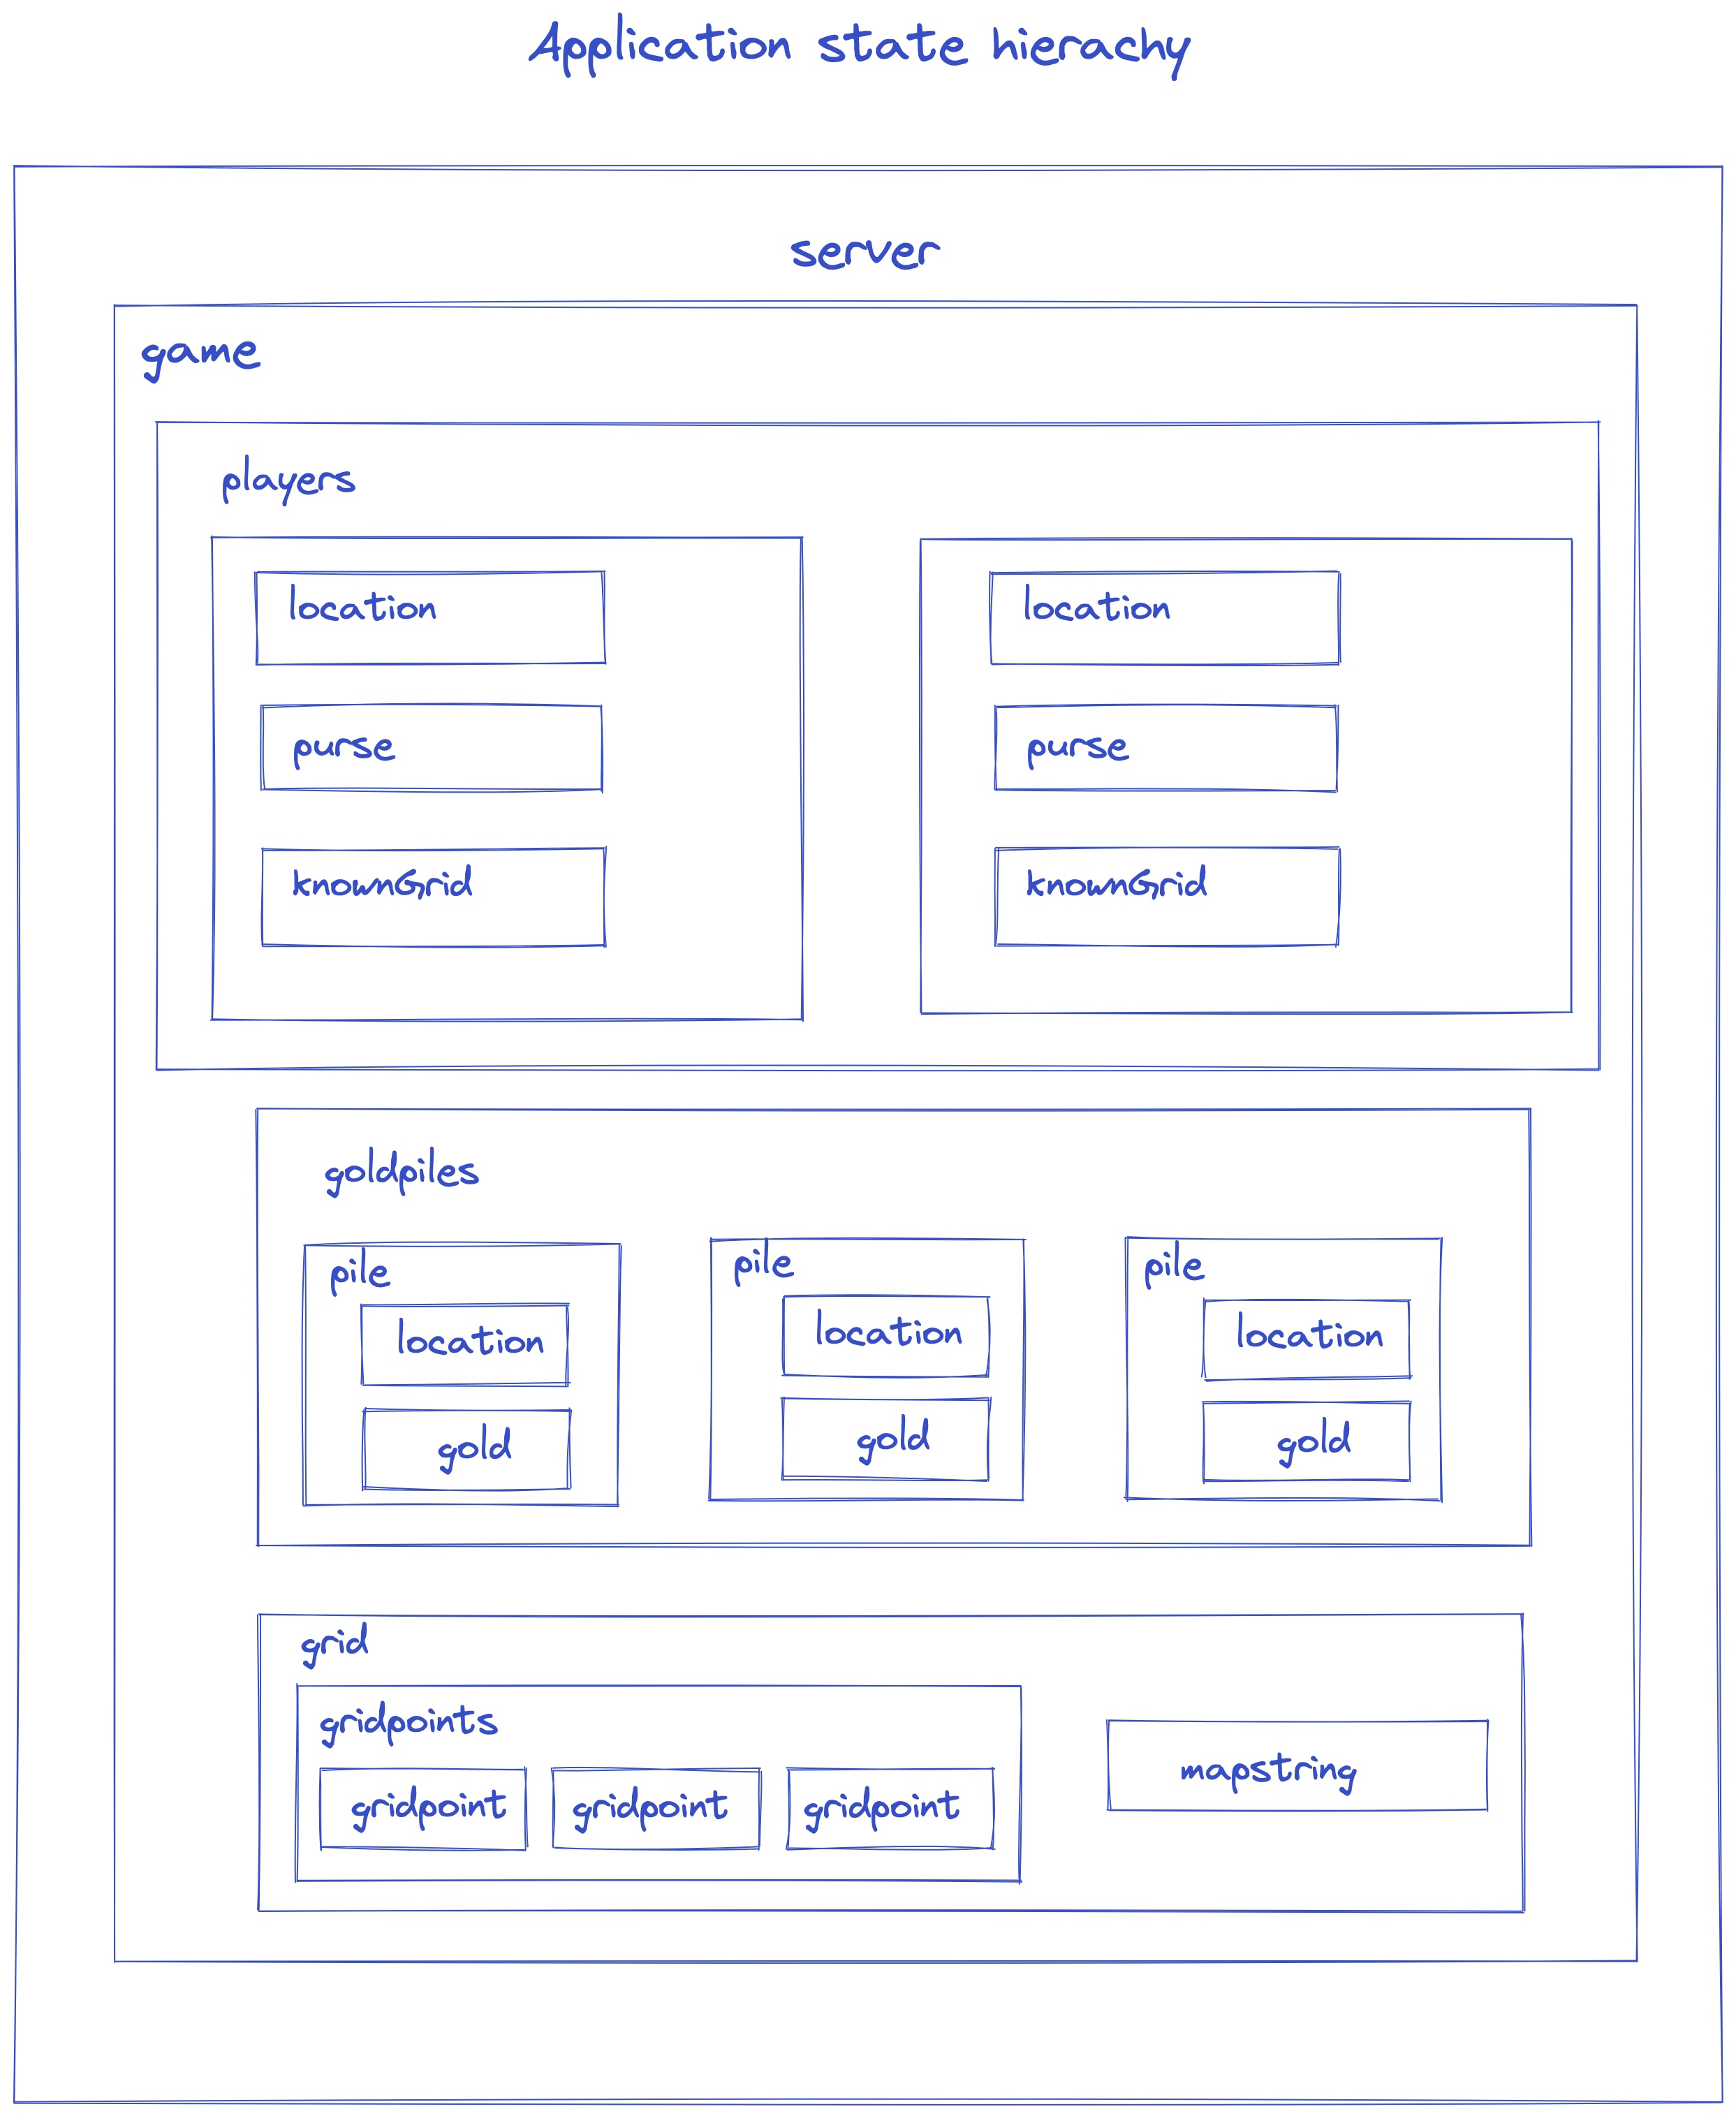 Application state hierachy
server
game
players
location
purse
knownGrid
location
purse
knownGrid
goldpiles
pile
location
gold
pile
location
gold
pile
location
gold
grid
gridpoints
gridpoint
gridpoint
gridpoint
mapstring